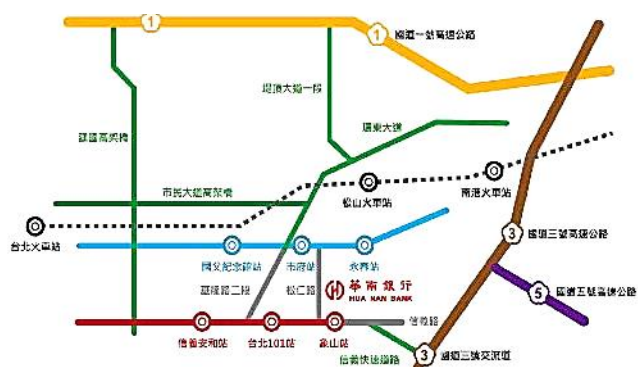 1
1
國道一號高速公路
堤頂大道一段
環東大道
建國高架橋
市民大道高架橋
松山火車站
南港火車站
台北火車站
3
國道三號高速公路
國父紀念館站
市府站
永春站
基隆路二段
松仁路
華南銀行
HUA NAN BANK
5
國道五號高速公路
信義路
信義安和站
台北101站
象山站
信義快速道路
3
國道三號交流道